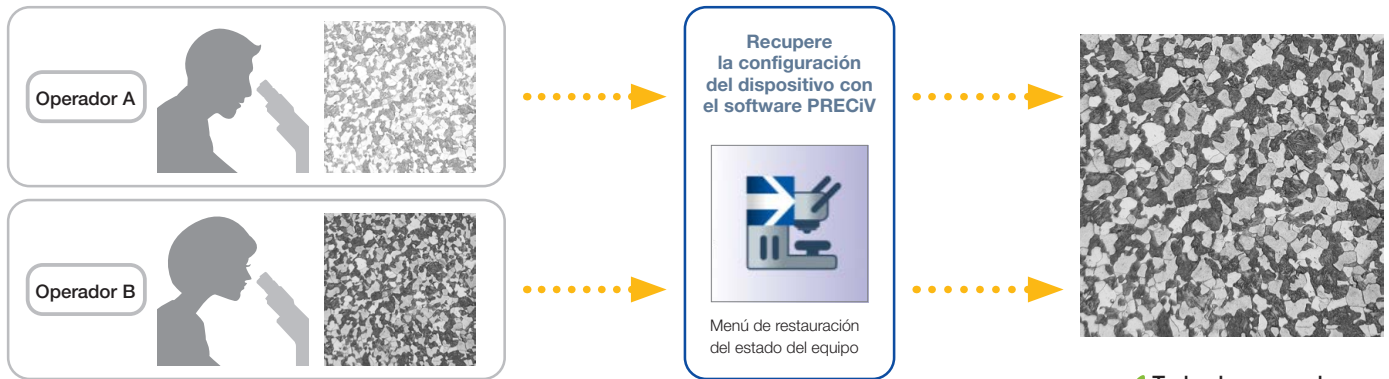 Operador A
Operador B
Recupere
la configuración
del dispositivo con
el software PRECiV
Menú de restauración
del estado del equipo